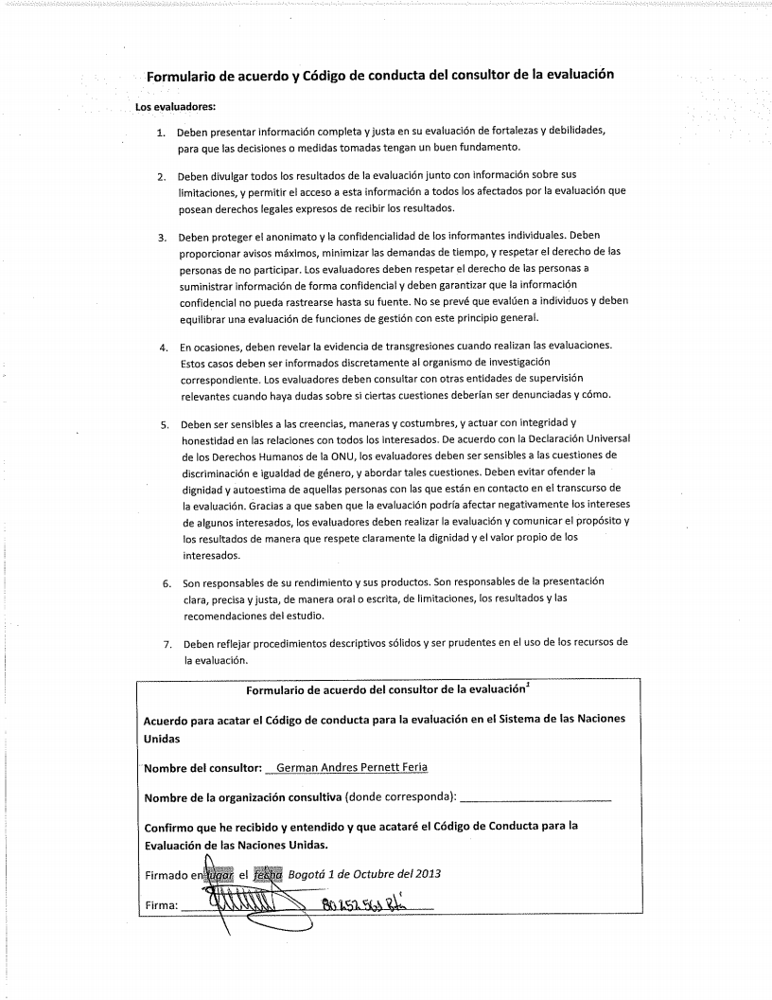 Formulario de acuerdo y Código de conducta del consultor de la evaluación
Los evaluadores:
1. Deben presentar información completa y justa en su evaluación de fortalezas y debilidades,
para que las decisiones o medidas tomadas tengan un buen fundamento.
2. Deben divulgar todos los resultados de la evaluación junto con información sobre sus
limitaciones, y permitir el acceso a esta información a todos los afectados por la evaluación que
posean derechos legales expresos de recibir los resultados.
3. Deben proteger el anonimato y la confidencialidad de los informantes individuales. Deben
proporcionar avisos máximos, minimizar las demandas de tiempo, y respetar el derecho de las
personas de no participar. Los evaluadores deben respetar el derecho de las personas a
suministrar información de forma confidencial y deben garantizar que la información
confidencial no pueda rastrearse hasta su fuente. No se prevé que evalúen a individuos y deben
equilibrar una evaluación de funciones de gestión con este principio general.
4. En ocasiones, deben revelar la evidencia de transgresiones cuando realizan las evaluaciones.
Estos casos deben ser informados discretamente al organismo de investigación
correspondiente. Los evaluadores deben consultar con otras entidades de supervisión
relevantes cuando haya dudas sobre si ciertas cuestiones deberían ser denunciadas y cómo.
5. Deben ser sensibles a las creencias, maneras y costumbres, y actuar con integridad y
honestidad en las relaciones con todos los interesados. De acuerdo con la Declaración Universal
de los Derechos Humanos de la ONU, los evaluadores deben ser sensibles a las cuestiones de
discriminación e igualdad de género, y abordar tales cuestiones. Deben evitar ofender la
dignidad y autoestima de aquellas personas con las que están en contacto en el transcurso de
la evaluación. Gracias a que saben que la evaluación podría afectar negativamente los intereses
de algunos interesados, los evaluadores deben realizar la evaluación y comunicar el propósito y
los resultados de manera que respete claramente la dignidad y el valor propio de los
interesados.
6. Son responsables de su rendimiento y sus productos. Son responsables de la presentación
clara, precisa y justa, de manera oral o escrita, de limitaciones, los resultados y las
recomendaciones del estudio.
7. Deben reflejar procedimientos descriptivos sólidos y ser prudentes en el uso de los recursos de
la evaluación.
Formulario de acuerdo del consultor de la evaluación¹
Acuerdo para acatar el Código de conducta para la evaluación en el Sistema de las Naciones
Unidas
Nombre del consultor: German Andres Pernett Feria
Nombre de la organización consultiva (donde corresponda):
Confirmo que he recibido y entendido y que acataré el Código de Conducta para la
Evaluación de las Naciones Unidas.
Firmado en lugar el fecha Bogotá 1 de Octubre del 2013
Firma: